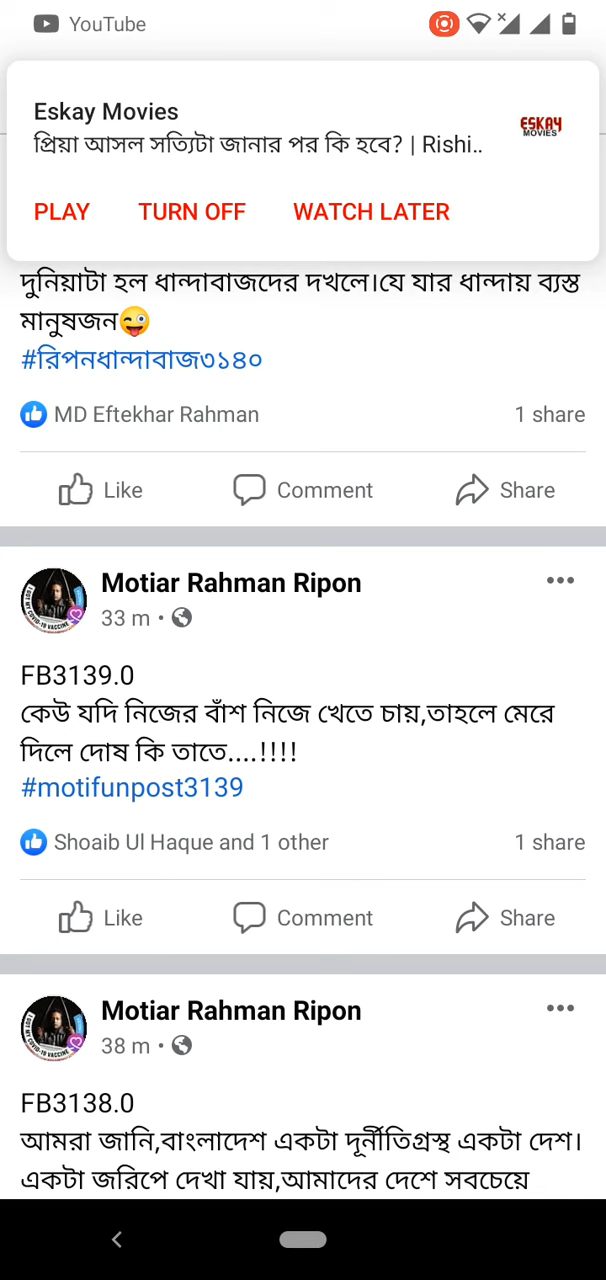 YouTube
Eskay Movies
প্রিয়া আসল সত্যিটা জানার পর কি হবে? | Rishi..
ESKAY
MOVIES
PLAY TURN OFF WATCH LATER
দুনিয়াটা হল ধান্দাবাজদের দখলে।যে যার ধান্দায় ব্যস্ত
মানুষজন😜
#রিপনধান্দাবাজ৩১৪০
MD Eftekhar Rahman 1 share
Like Comment Share
Motiar Rahman Ripon
33 m
FB3139.0
কেউ যদি নিজের বাঁশ নিজে খেতে চায়,তাহলে মেরে
দিলে দোষ কি তাতে....!!!!
#motifunpost3139
Shoaib Ul Haque and 1 other 1 share
Like Comment Share
Motiar Rahman Ripon
38 m
FB3138.0
আমরা জানি,বাংলাদেশ একটা দূর্নীতিগ্রস্থ একটা দেশ।
একটা জরিপে দেখা যায়,আমাদের দেশে সবচেয়ে